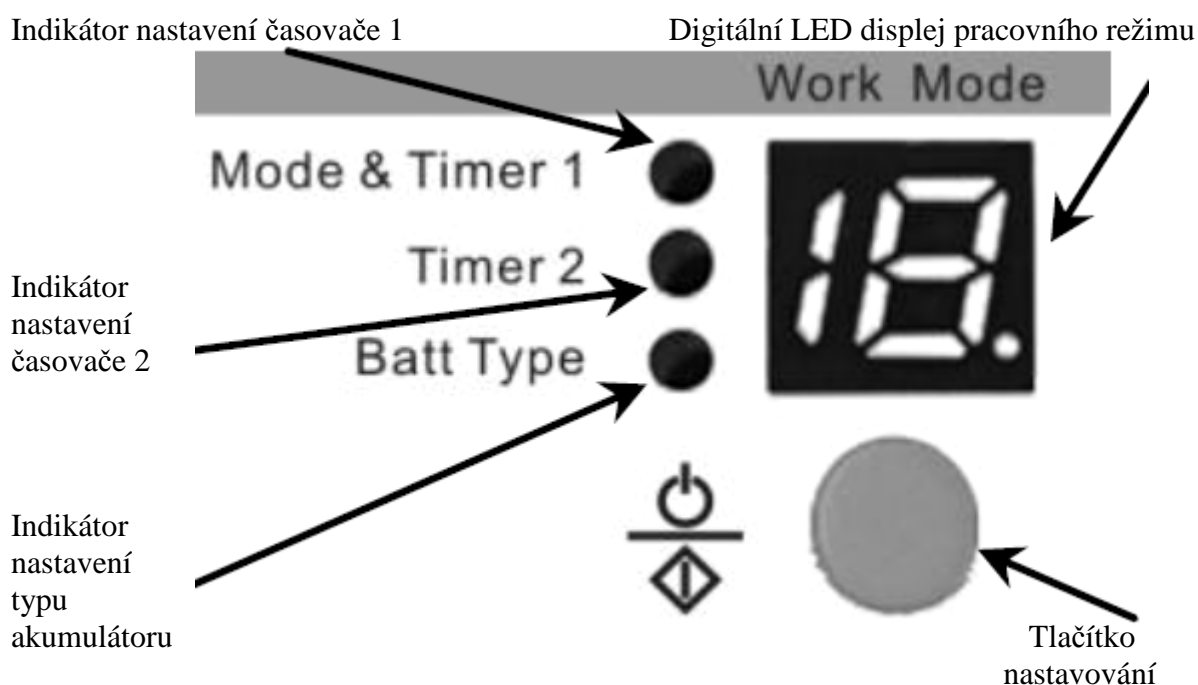 Indikátor nastavení časovače 1
Digitální LED displej pracovního režimu
Work Mode
Mode & Timer 1
18.
Timer 2
Indikátor
nastavení
časovače 2
Batt Type
Indikátor
nastavení
typu
akumulátoru
Tlačítko
nastavování